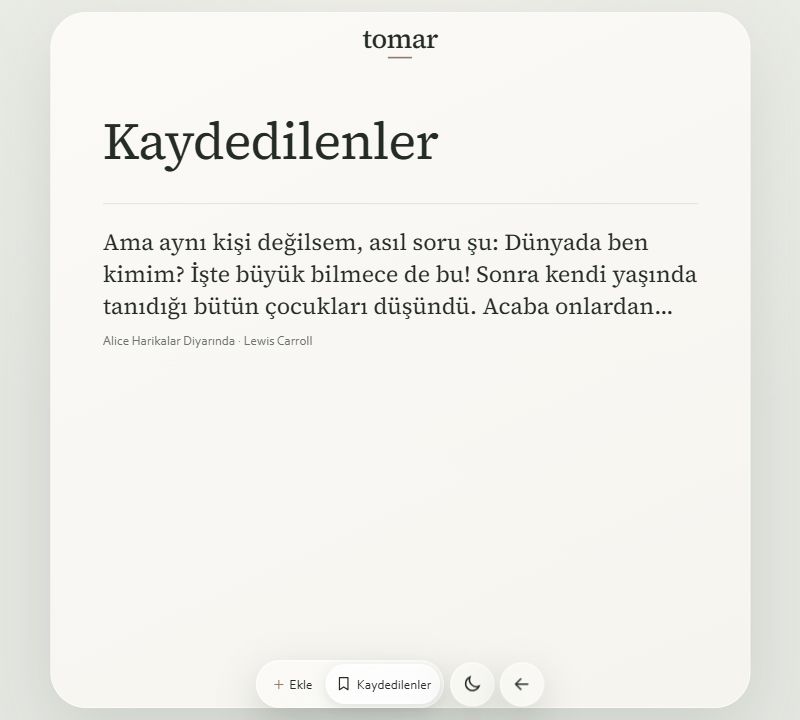 tomar
Kaydedilenler
Ama aynı kişi değilsem, asıl soru şu: Dünyada ben
kimim? İşte büyük bilmece de bu! Sonra kendi yaşında
tanıdığı bütün çocukları düşündü. Acaba onlardan...
Alice Harikalar Diyarında · Lewis Carroll
+ Ekle
Kaydedilenler